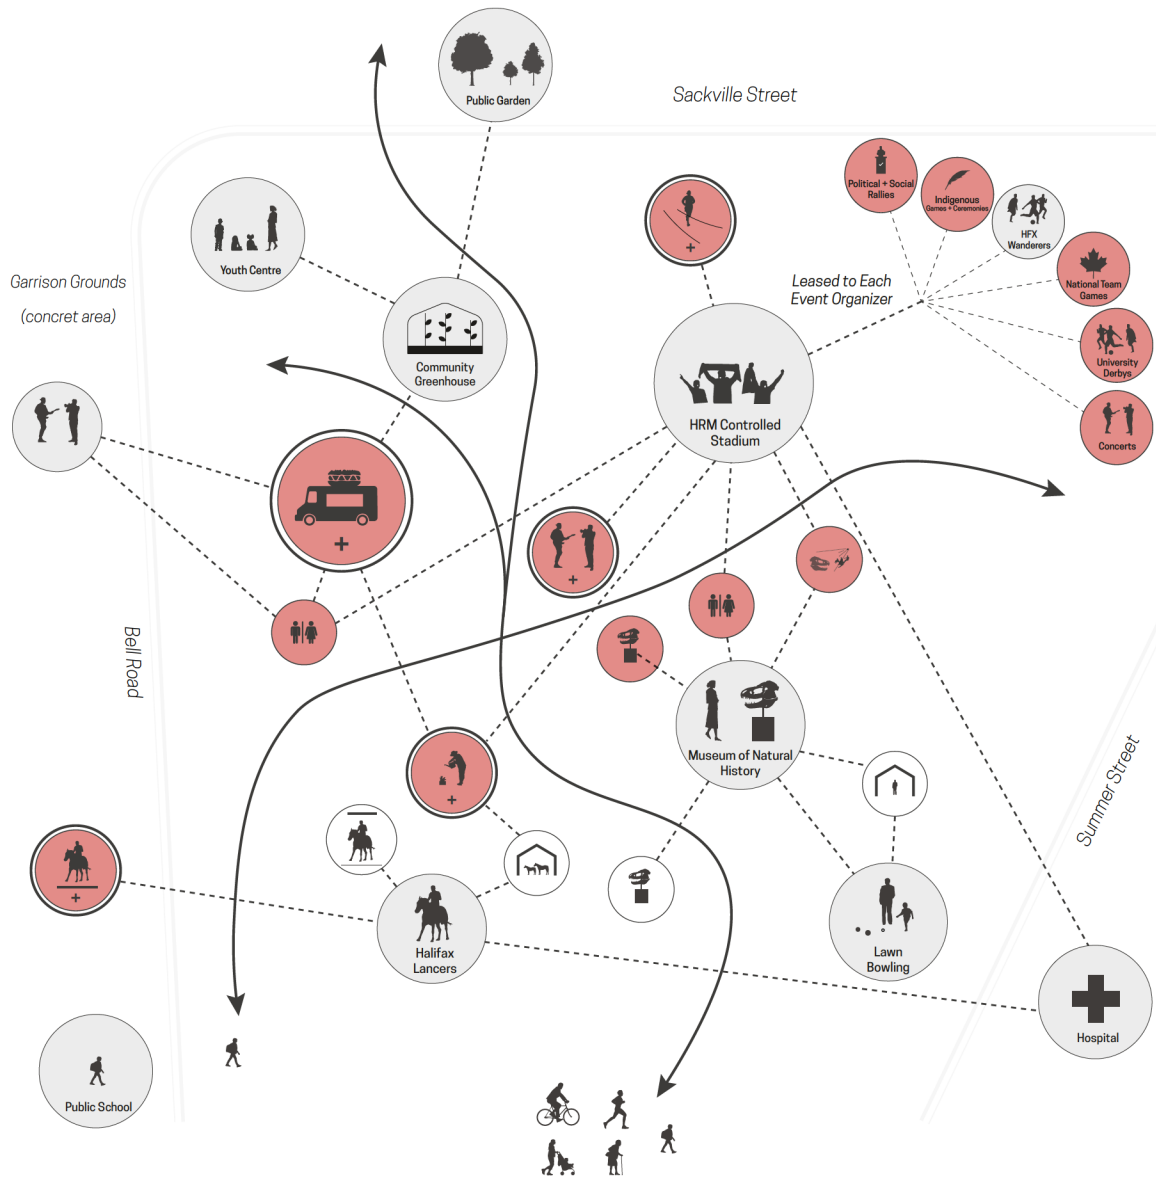 Public Garden
Sackville Street
Political + Social
Rallies
Indigenous
Games + Ceremonies
HFX
Wanderers
Youth Centre
Garrison Grounds
(concret area)
Leased to Each
Event Organizer
National Team
Games
+
Community
Greenhouse
University
Derbys
HRM Controlled
Stadium
Concerts
+
+
Bell Road
Museum of Natural
History
Summer Street
+
+
Halifax
Lancers
Lawn
Bowling
Hospital
Public School